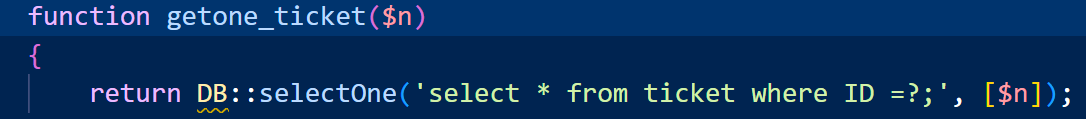 function getone_ticket($n)
{
    return DB::selectOne('select * from ticket where ID =?;', [$n]);